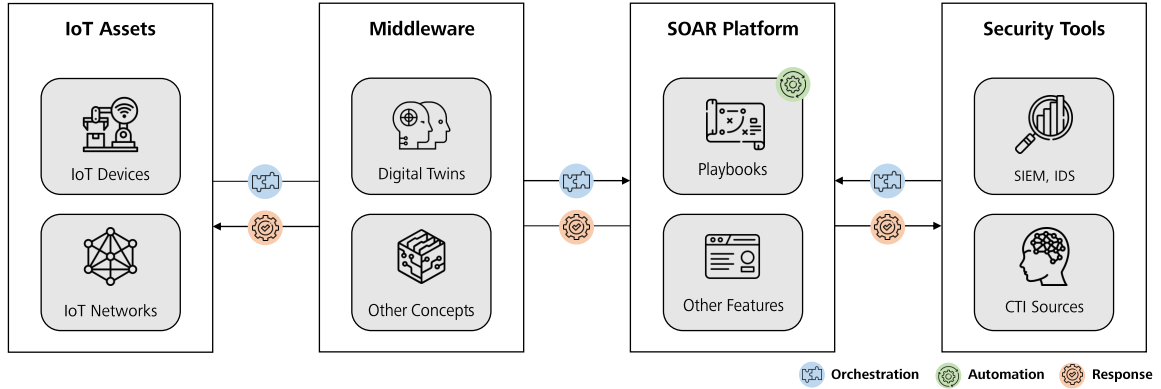 IoT Assets
Middleware
SOAR Platform
Security Tools
IoT Devices
Digital Twins
Playbooks
SIEM, IDS
IoT Networks
Other Concepts
Other Features
CTI Sources
Orchestration
Automation
Response